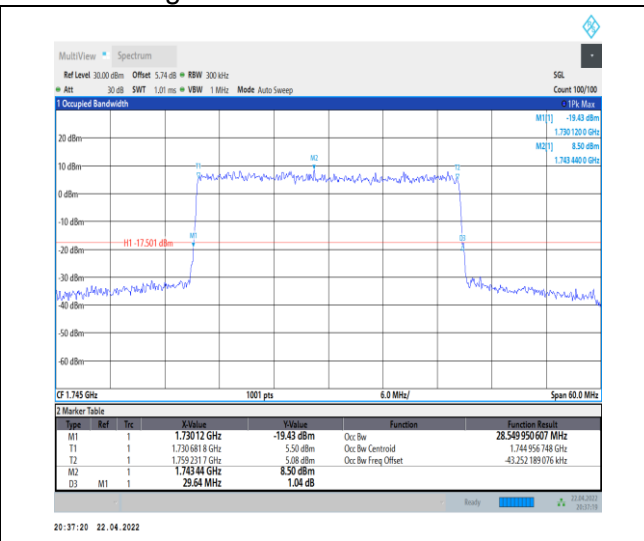 MultiView Spectrum
Ref Level 30.00 dBm Offset 5.74 dB RBW 300 kHz SGL
Att 30 dB SWT 1.01 ms VBW 1 MHz Mode Auto Sweep Count 100/100
1 Occupied Bandwidth 1Pk Max
M1[1] -19.43 dBm
1.730 120 0 GHz
M2[1] 8.50 dBm
1.743 440 0 GHz
20 dBm
10 dBm
0 dBm
-10 dBm
-20 dBm
-30 dBm
-40 dBm
-50 dBm
-60 dBm
T1
M2
T2
M1
D3
H1 -17.501 dBm
CF 1.745 GHz 1001 pts 6.0 MHz/ Span 60.0 MHz
2 Marker Table
Type Ref Trc X-Value Y-Value Function Function Result
M1 1 1.73012 GHz -19.43 dBm Occ Bw 28.549 950 607 MHz
T1 1 1.730 681 8 GHz 5.50 dBm Occ Bw Centroid 1.744 956 748 GHz
T2 1 1.759 231 7 GHz 5.08 dBm Occ Bw Freq Offset -43.252 189 076 kHz
M2 1 1.743 44 GHz 8.50 dBm
D3 M1 1 29.64 MHz 1.04 dB
Ready 22.04.2022
20:37:19
20:37:20 22.04.2022